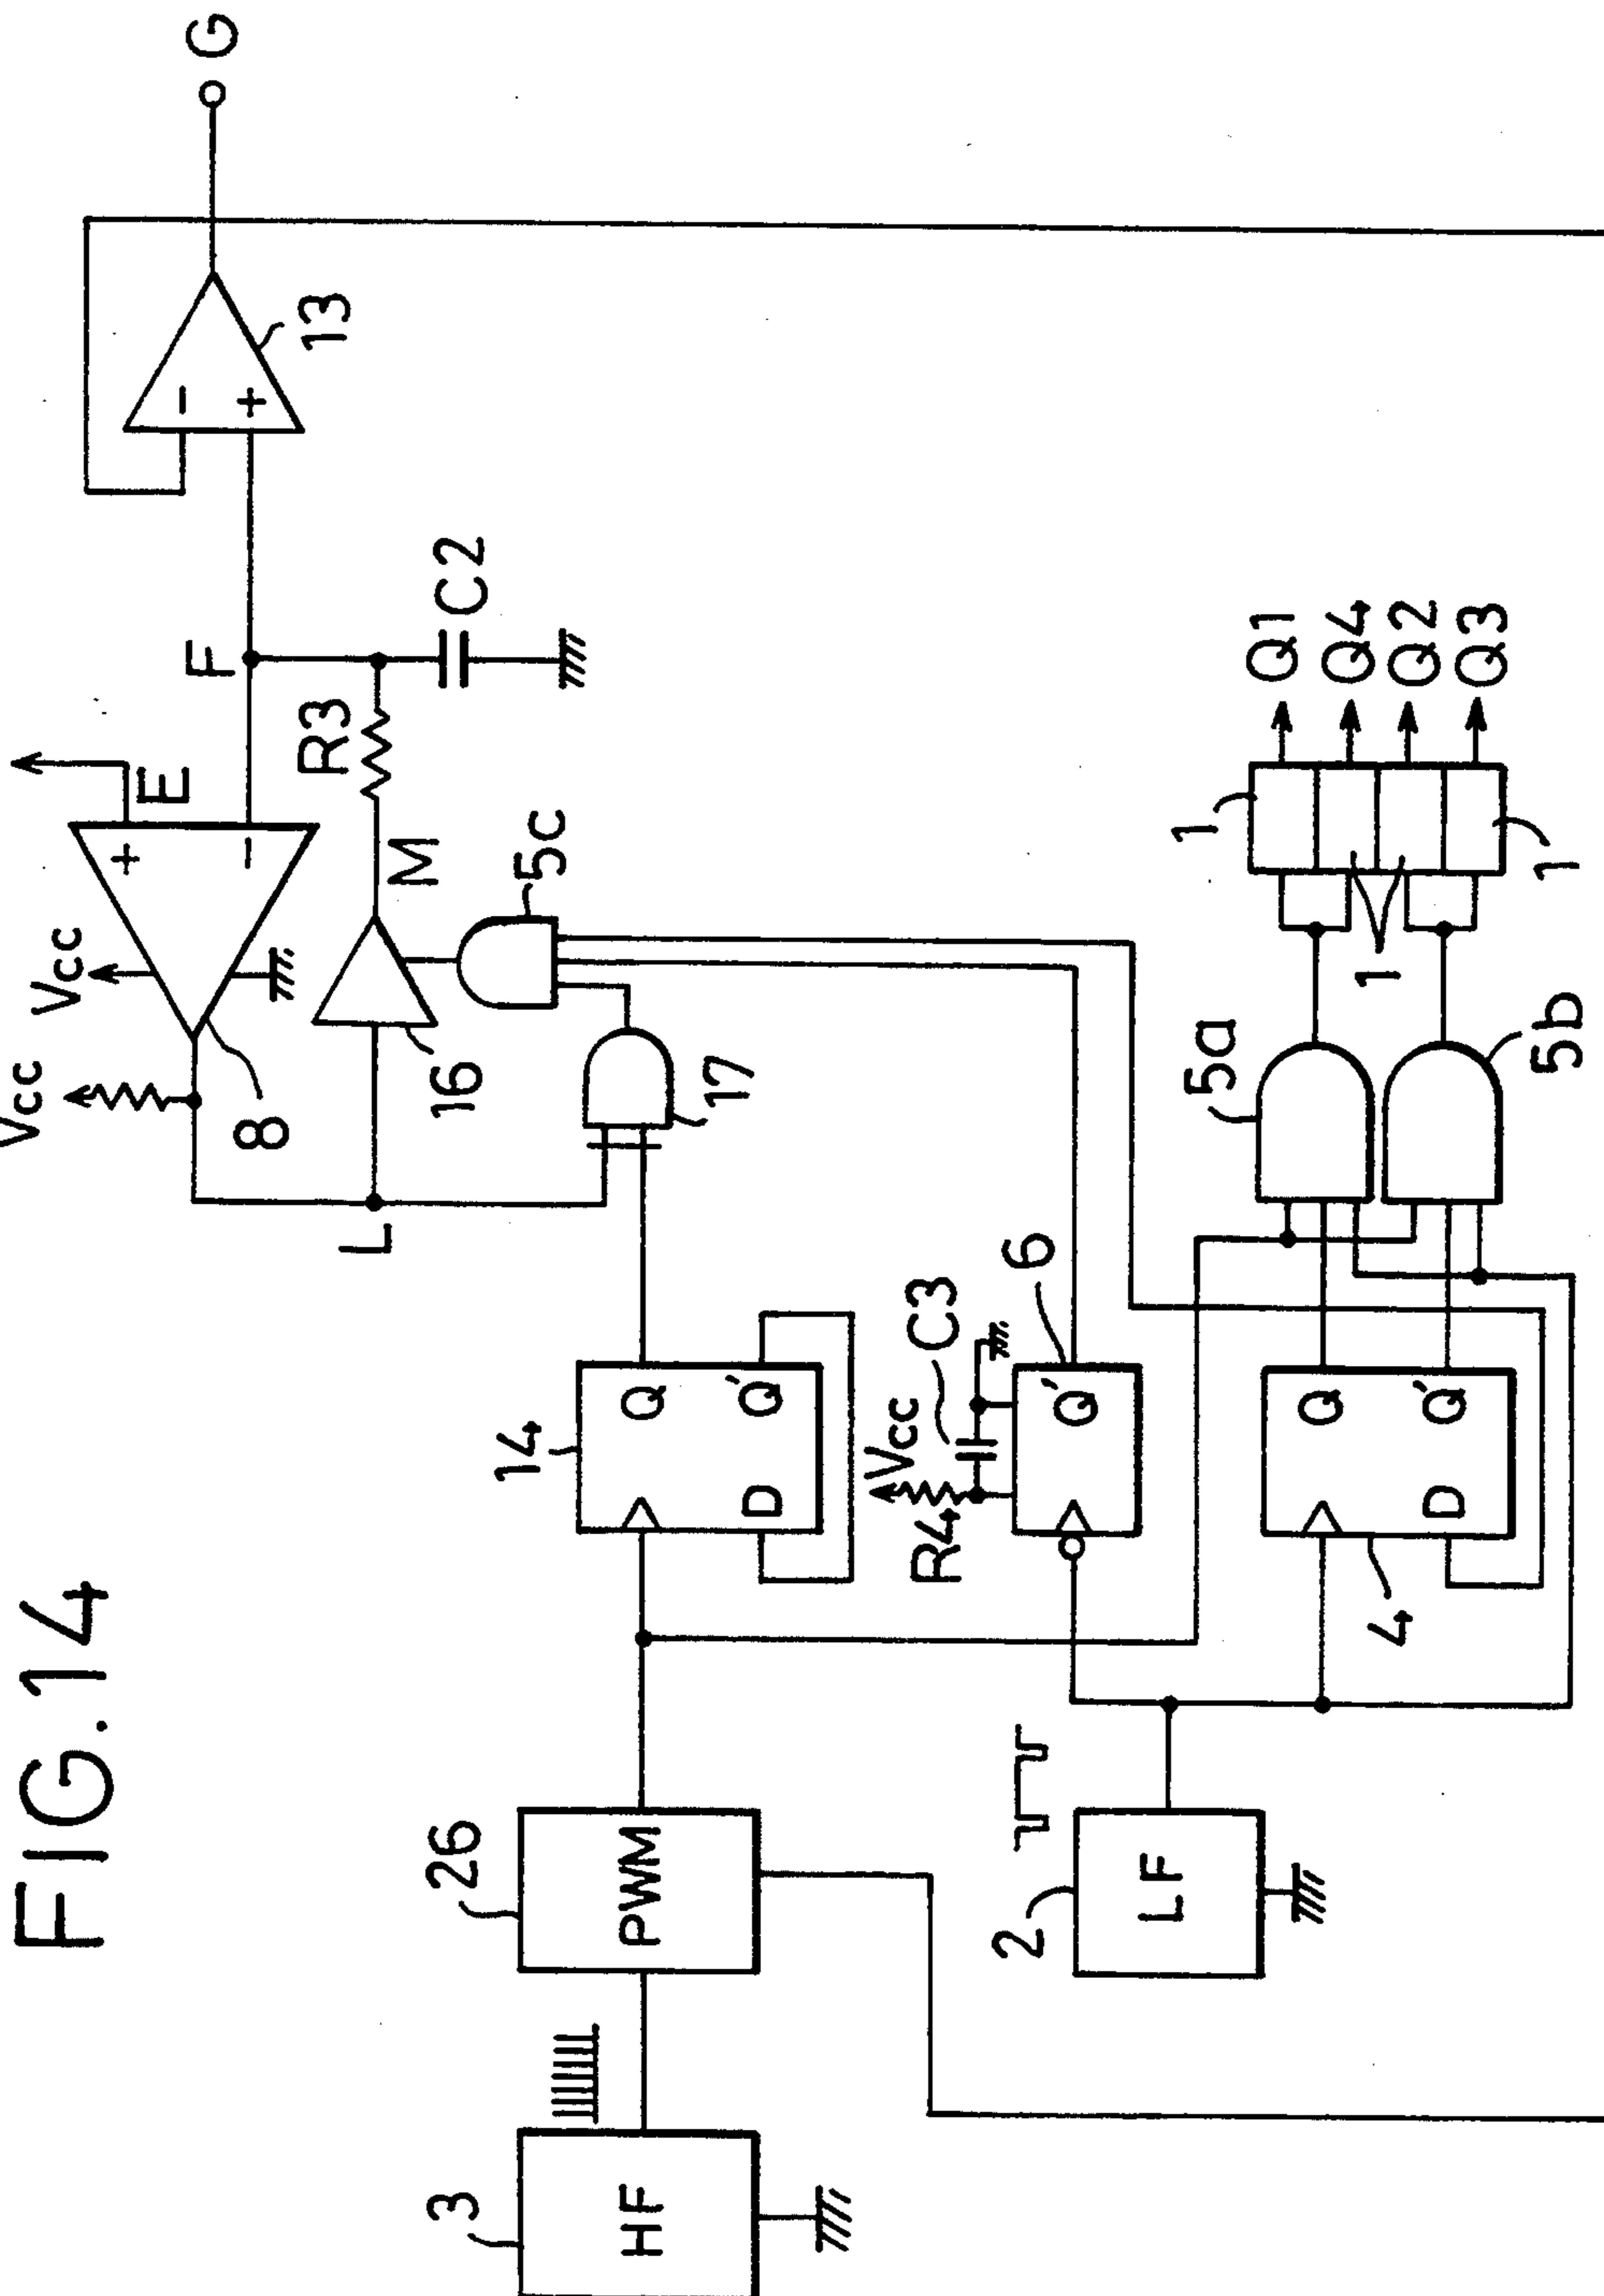 FIG.14
3
HF
26
PWM
2
LF
14
Q
D
Q'
R4
Vcc
C3
6
Q'
4
Q
D
Q'
Vcc
Vcc
8
+
-
E
L
16
M
R3
F
C2
17
5c
-
+
13
G
5a
5b
1
1
1
Q1
Q4
Q2
Q3